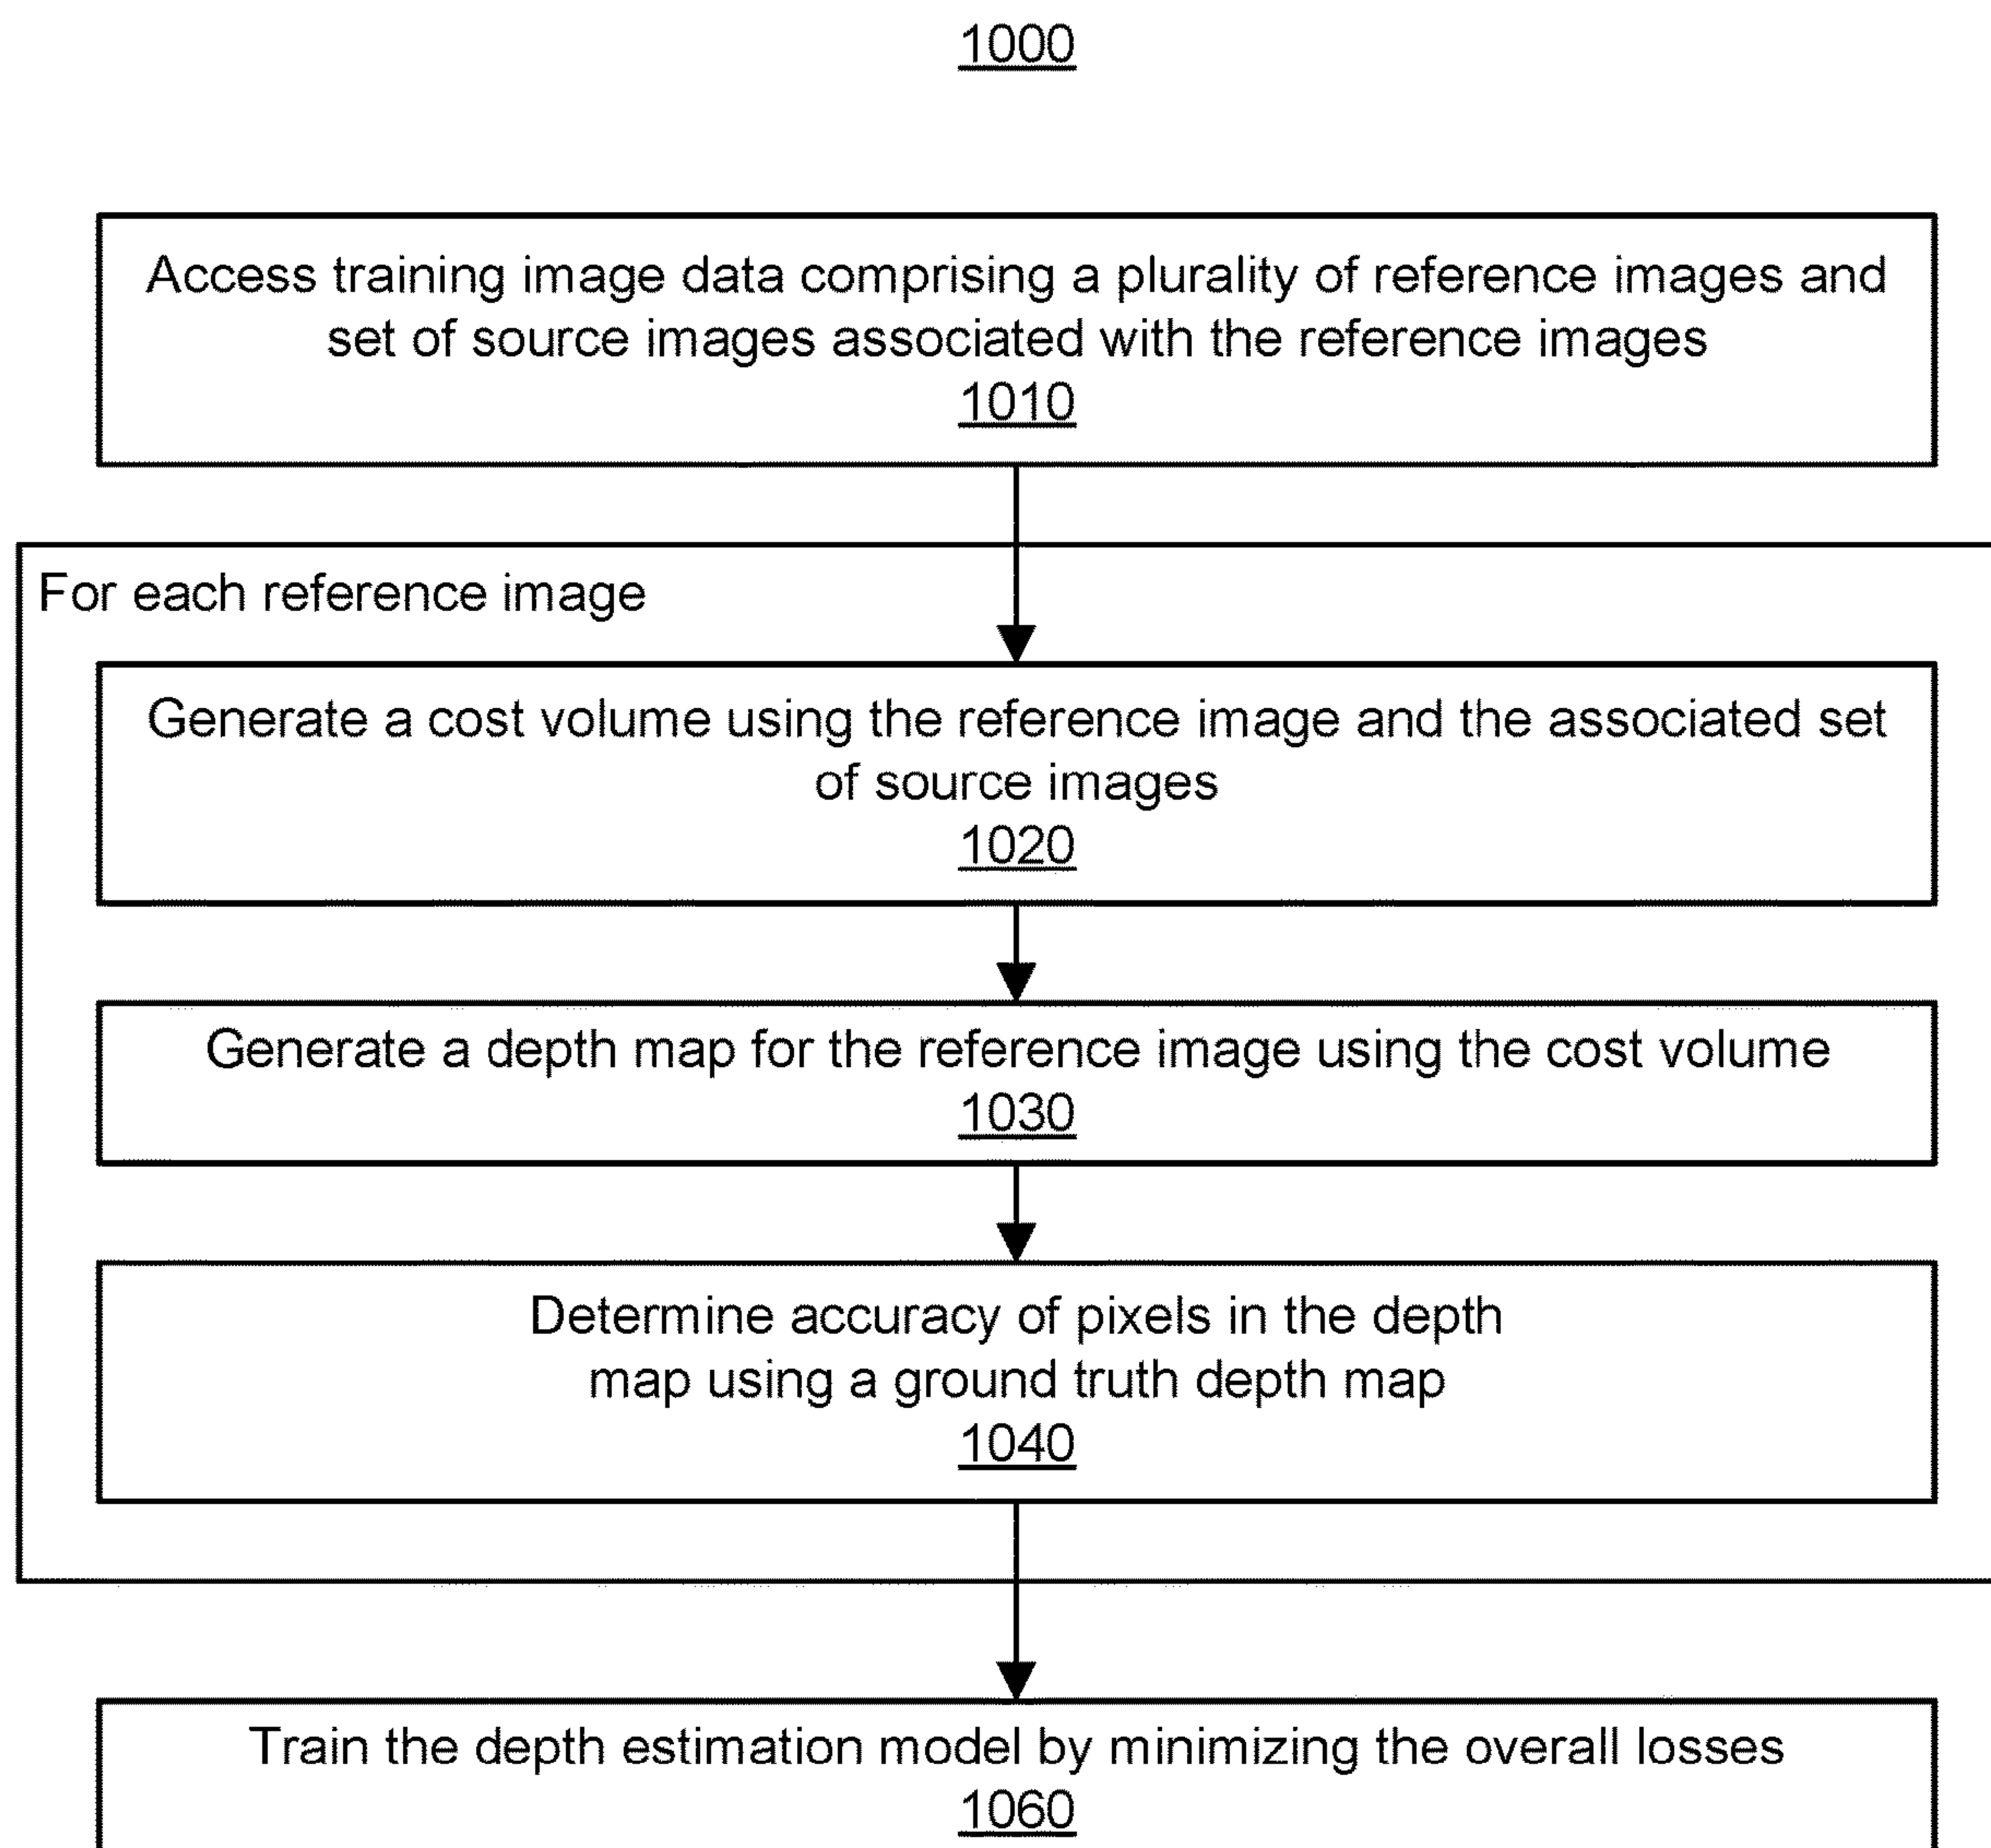 1000
Access training image data comprising a plurality of reference images and
set of source images associated with the reference images
1010
For each reference image
Generate a cost volume using the reference image and the associated set
of source images
1020
Generate a depth map for the reference image using the cost volume
1030
Determine accuracy of pixels in the depth
map using a ground truth depth map
1040
Train the depth estimation model by minimizing the overall losses
1060